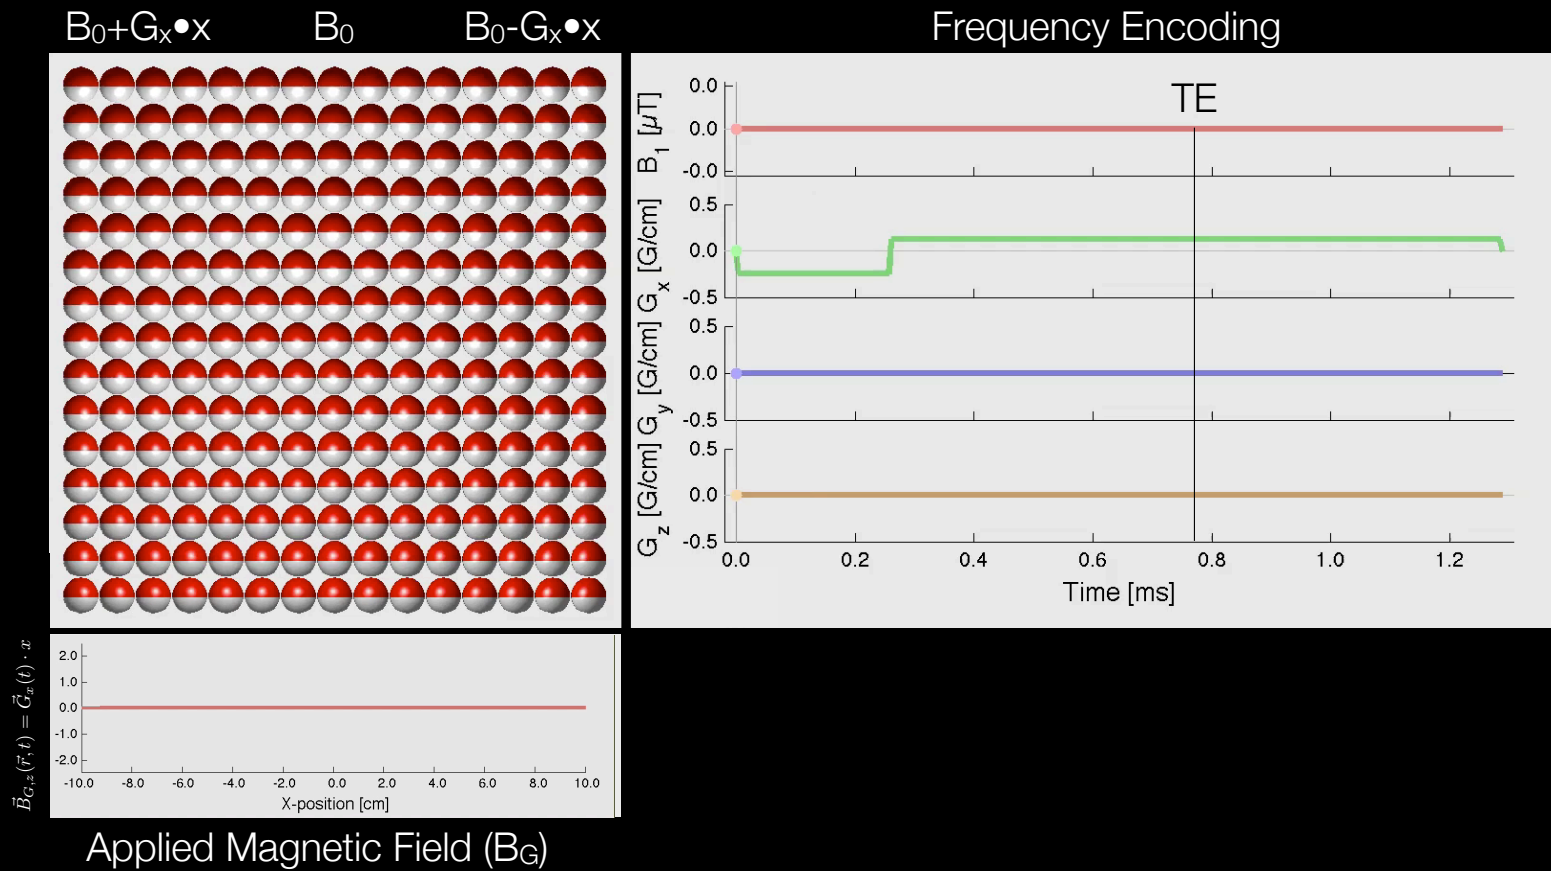 B₀+Gₓ•x B₀ B₀-Gₓ•x
Frequency Encoding
TE
B₁ [μT]
0.0
0.0
-0.0
Gₓ [G/cm]
0.5
0.0
-0.5
Gᵧ [G/cm]
0.5
0.0
-0.5
G_z [G/cm]
0.5
0.0
-0.5
0.0 0.2 0.4 0.6 0.8 1.0 1.2
Time [ms]
B⃗_{G,z}(r⃗,t) = G⃗ₓ(t) · x
2.0
1.0
0.0
-1.0
-2.0
-10.0 -8.0 -6.0 -4.0 -2.0 0.0 2.0 4.0 6.0 8.0 10.0
X-position [cm]
Applied Magnetic Field (B_G)